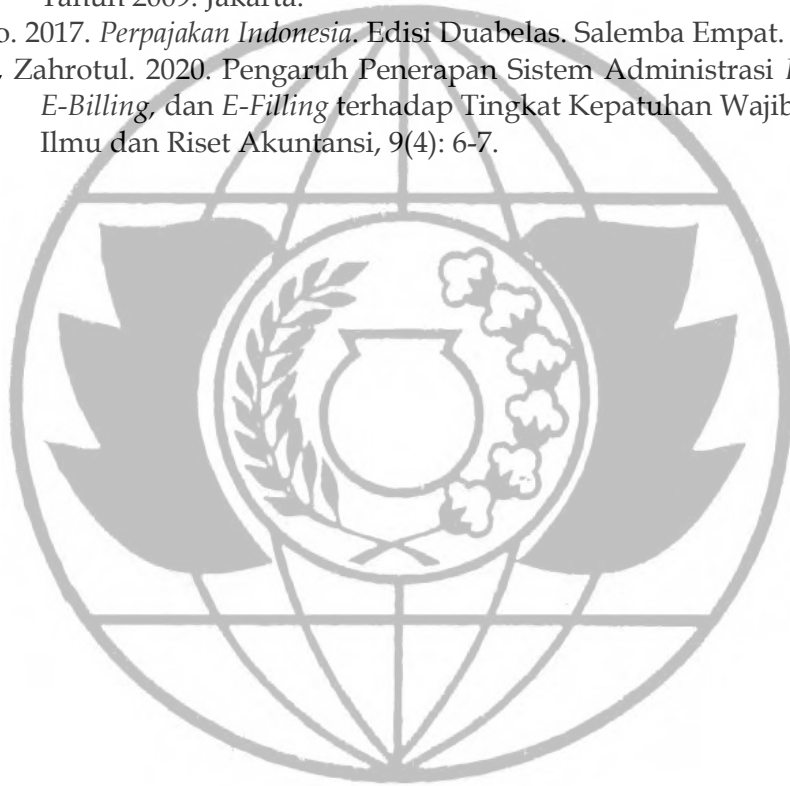 Tahun 2009. Jakarta.
o. 2017. Perpajakan Indonesia. Edisi Duabelas. Salemba Empat.
, Zahrotul. 2020. Pengaruh Penerapan Sistem Administrasi
E-Billing, dan E-Filling terhadap Tingkat Kepatuhan Wajib
Ilmu dan Riset Akuntansi, 9(4): 6-7.